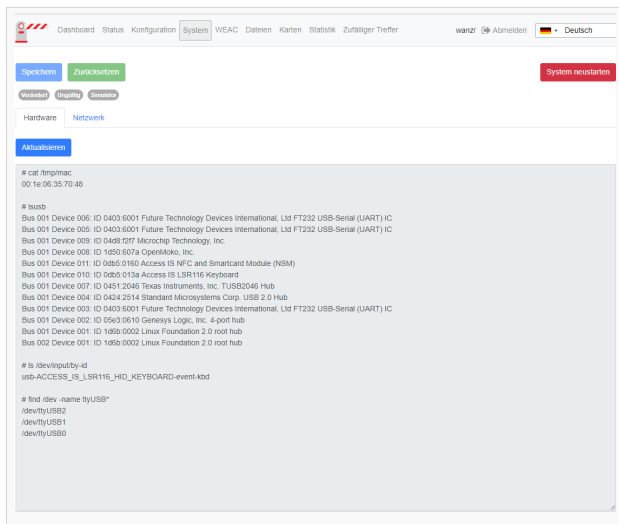 Dashboard Status Konfiguration System WEAC Dateien Karten Statistik Zufälliger Treffer wanzl Abmelden Deutsch
Speichern Zurücksetzen System neustarten
Verändert Ungültig Simulator
Hardware Netzwerk
Aktualisieren
# cat /tmp/mac
00:1e:06:35:70:48
# lsusb
Bus 001 Device 006: ID 0403:6001 Future Technology Devices International, Ltd FT232 USB-Serial (UART) IC
Bus 001 Device 005: ID 0403:6001 Future Technology Devices International, Ltd FT232 USB-Serial (UART) IC
Bus 001 Device 009: ID 04d8:f2f7 Microchip Technology, Inc.
Bus 001 Device 008: ID 1d50:607a OpenMoko, Inc.
Bus 001 Device 011: ID 0db5:0160 Access IS NFC and Smartcard Module (NSM)
Bus 001 Device 010: ID 0db5:013a Access IS LSR116 Keyboard
Bus 001 Device 007: ID 0451:2046 Texas Instruments, Inc. TUSB2046 Hub
Bus 001 Device 004: ID 0424:2514 Standard Microsystems Corp. USB 2.0 Hub
Bus 001 Device 003: ID 0403:6001 Future Technology Devices International, Ltd FT232 USB-Serial (UART) IC
Bus 001 Device 002: ID 05e3:0610 Genesys Logic, Inc. 4-port hub
Bus 001 Device 001: ID 1d6b:0002 Linux Foundation 2.0 root hub
Bus 002 Device 001: ID 1d6b:0002 Linux Foundation 2.0 root hub
# ls /dev/input/by-id
usb-ACCESS_IS_LSR116_HID_KEYBOARD-event-kbd
# find /dev -name ttyUSB*
/dev/ttyUSB2
/dev/ttyUSB1
/dev/ttyUSB0